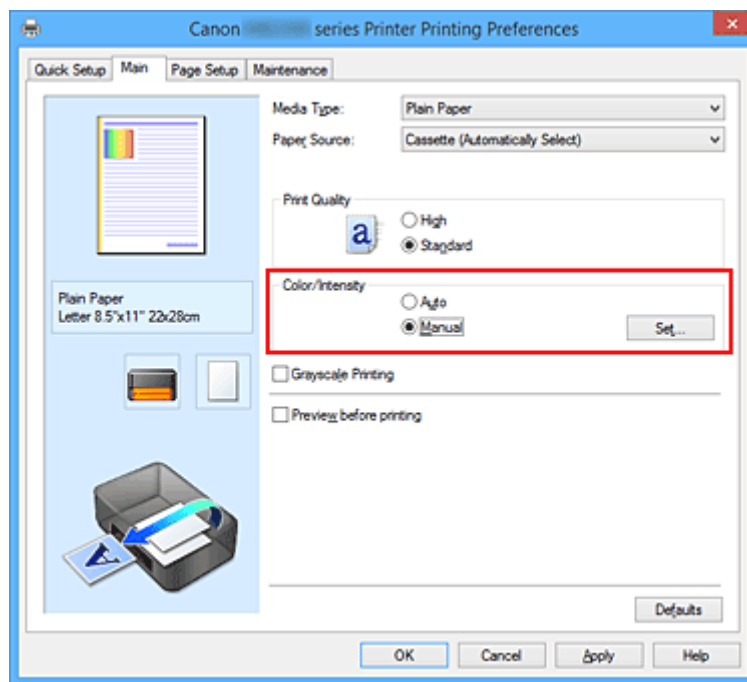 Canon series Printer Printing Preferences
Quick Setup Main Page Setup Maintenance
Media Type: Plain Paper
Paper Source: Cassette (Automatically Select)
Print Quality
a
High
Standard
Color/Intensity
Auto
Manual
Set...
Plain Paper
Letter 8.5"x11" 22x28cm
Grayscale Printing
Preview before printing
A
Defaults
OK Cancel Apply Help